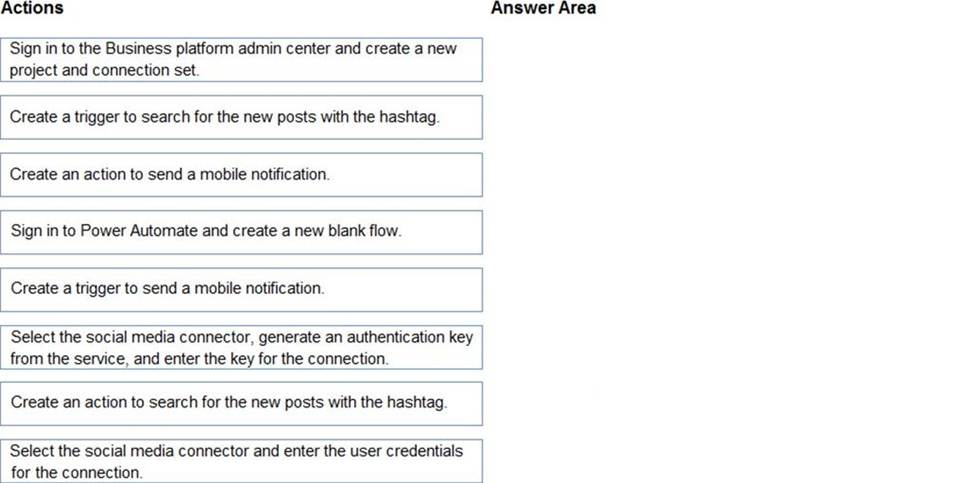 Actions
Answer Area
Sign in to the Business platform admin center and create a new
project and connection set.
Create a trigger to search for the new posts with the hashtag.
Create an action to send a mobile notification.
Sign in to Power Automate and create a new blank flow.
Create a trigger to send a mobile notification.
Select the social media connector, generate an authentication key
from the service, and enter the key for the connection.
Create an action to search for the new posts with the hashtag.
Select the social media connector and enter the user credentials
for the connection.